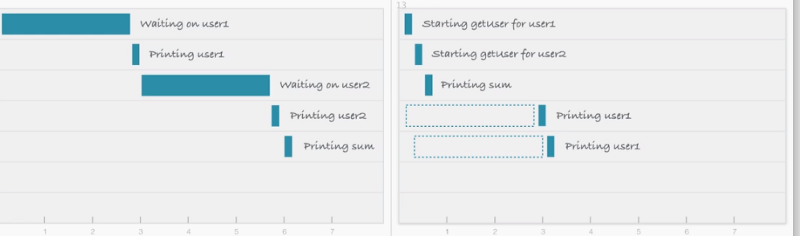 13
Waiting on user1
Printing user1
Waiting on user2
Printing user2
Printing sum
1 2 3 4 5 6 7
Starting getUser for user1
Starting getUser for user2
Printing sum
Printing user1
Printing user1
1 2 3 4 5 6 7